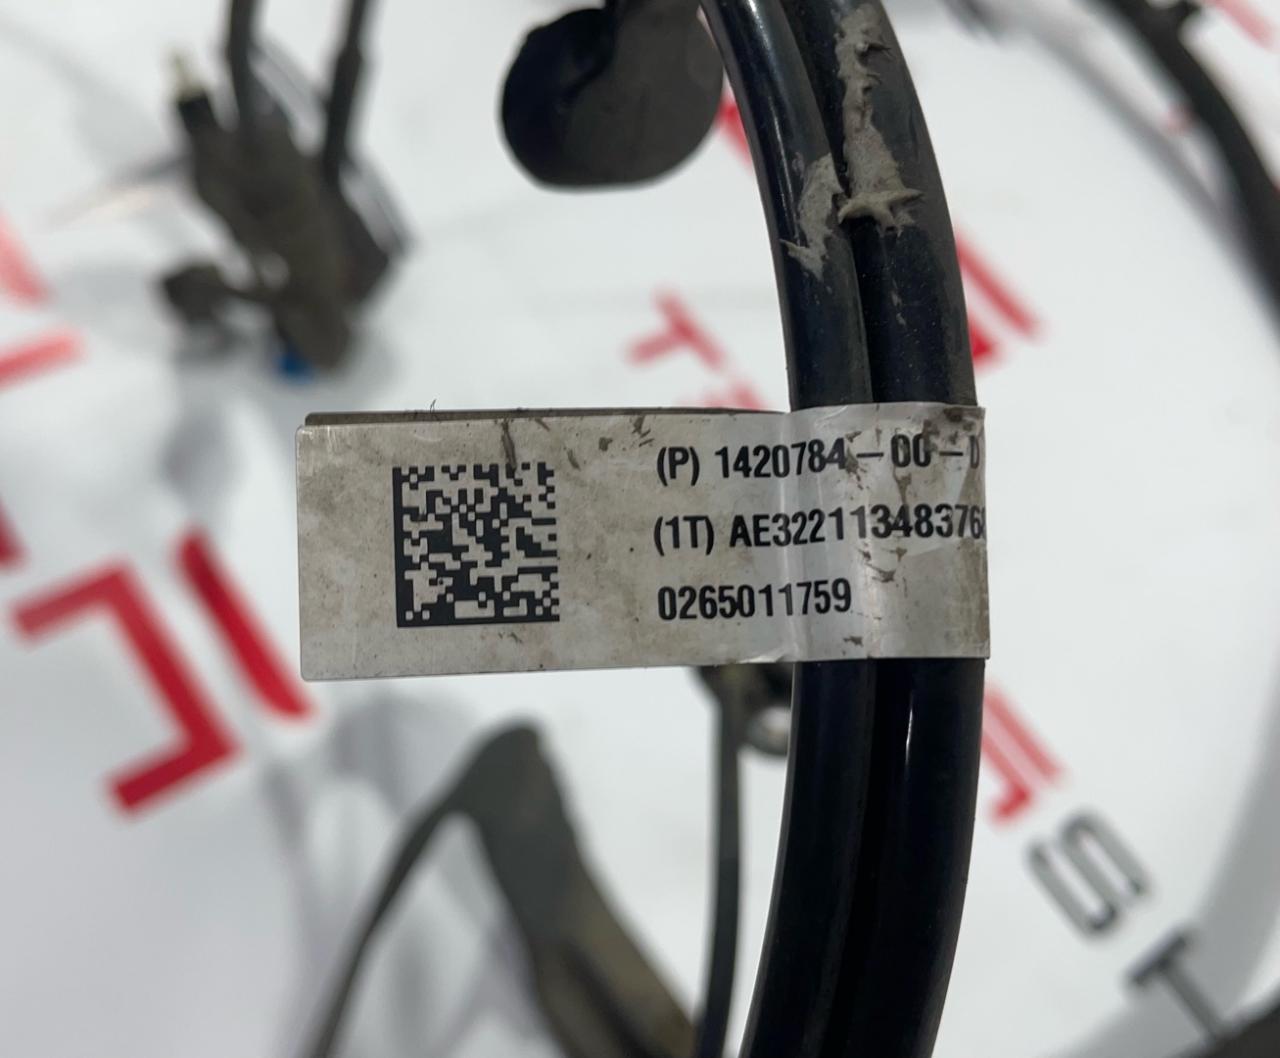 (P) 1420784-00-
(1T) AE32211348376
0265011759